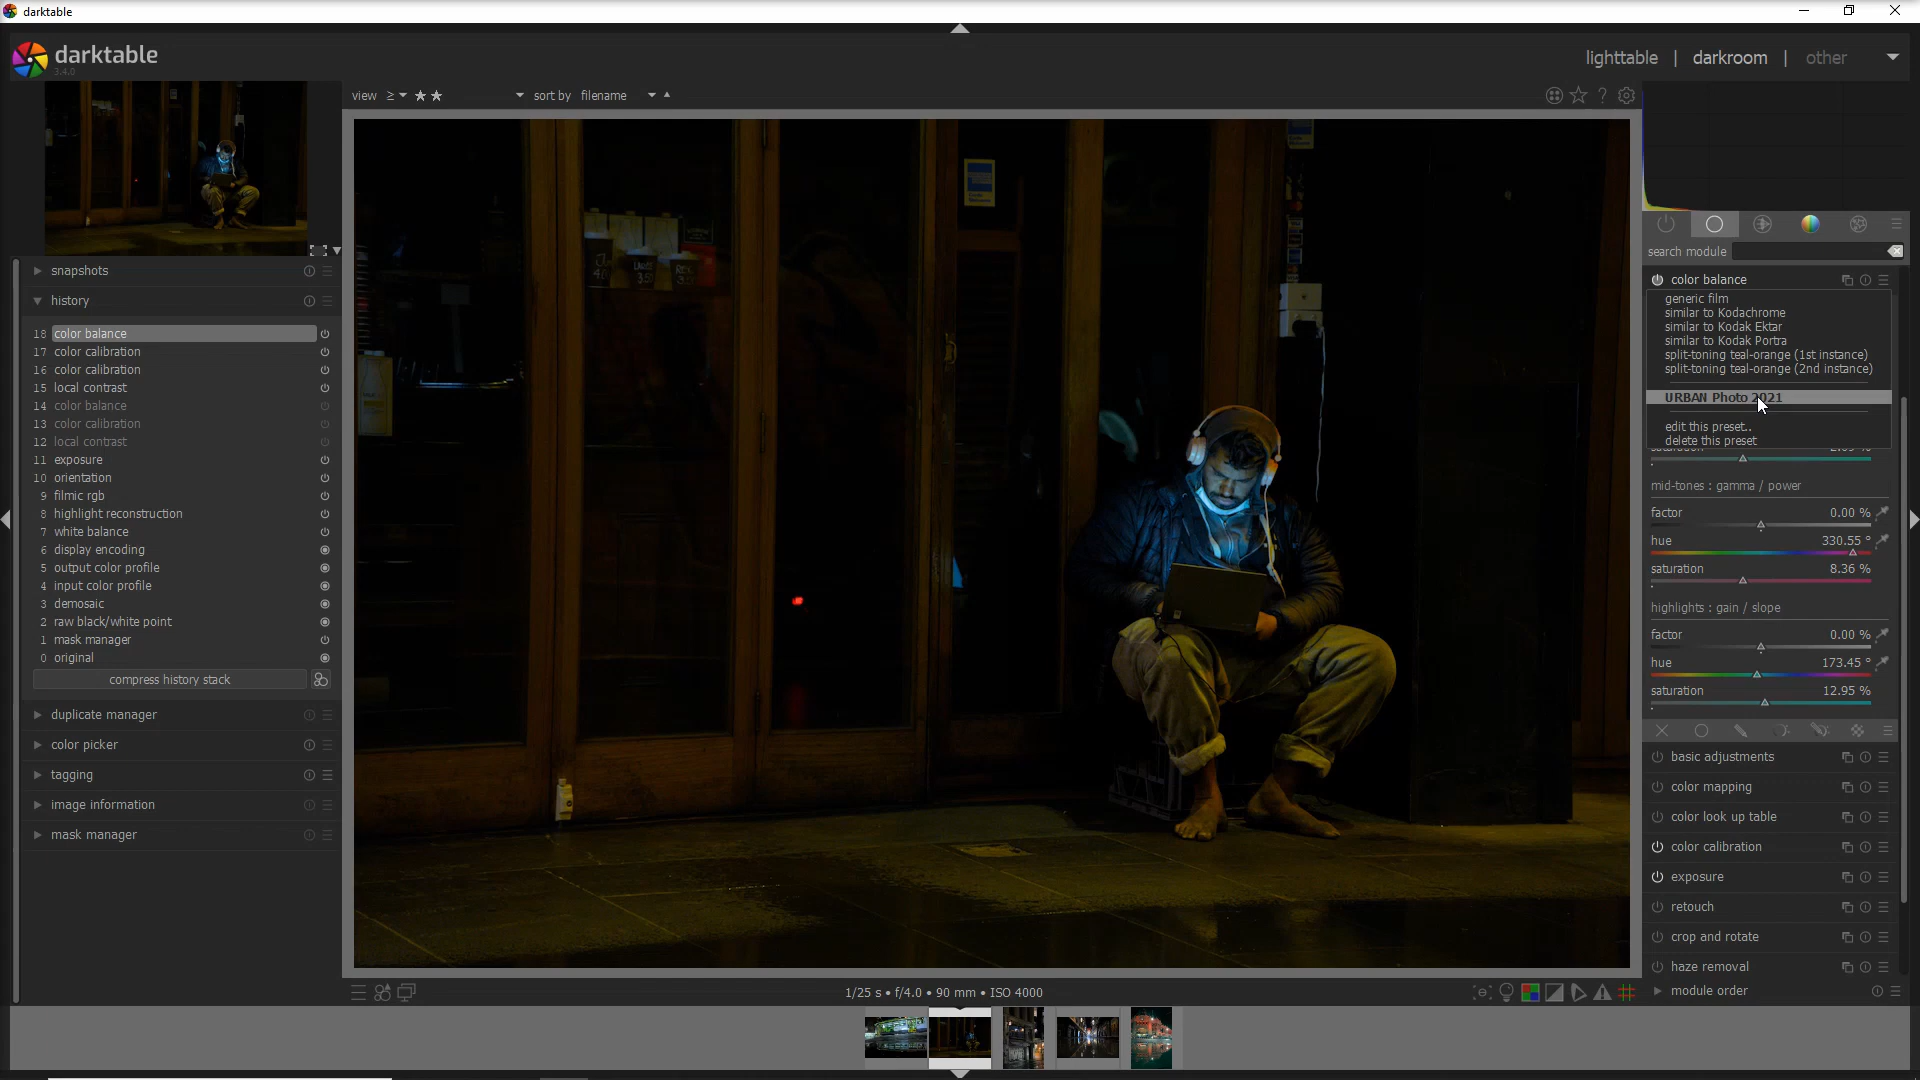 darktable
darktable
3.4.0
lighttable | darkroom | other
view ≥ ★★ sort by filename
search module
snapshots
history
18 color balance
17 color calibration
16 color calibration
15 local contrast
14 color balance
13 color calibration
12 local contrast
11 exposure
10 orientation
9 filmic rgb
8 highlight reconstruction
7 white balance
6 display encoding
5 output color profile
4 input color profile
3 demosaic
2 raw black/white point
1 mask manager
0 original
compress history stack
duplicate manager
color picker
tagging
image information
mask manager
1/25 s • f/4.0 • 90 mm • ISO 4000
color balance
generic film
similar to Kodachrome
similar to Kodak Ektar
similar to Kodak Portra
split-toning teal-orange (1st instance)
split-toning teal-orange (2nd instance)
URBAN Photo 2021
edit this preset..
delete this preset
mid-tones : gamma / power
factor 0.00 %
hue 330.55 °
saturation 8.36 %
highlights : gain / slope
factor 0.00 %
hue 173.45 °
saturation 12.95 %
basic adjustments
color mapping
color look up table
color calibration
exposure
retouch
crop and rotate
haze removal
module order